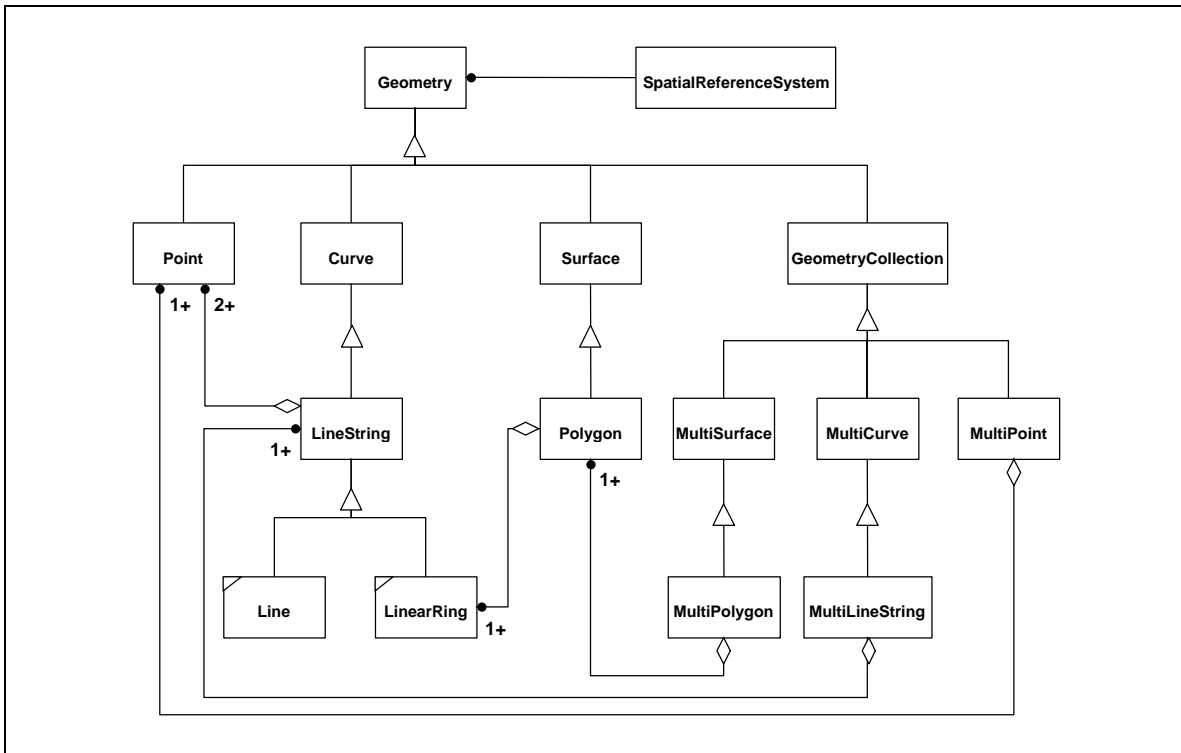 Geometry
SpatialReferenceSystem
Point
Curve
Surface
GeometryCollection
1+
2+
LineString
Polygon
MultiSurface
MultiCurve
MultiPoint
1+
1+
Line
LinearRing
MultiPolygon
MultiLineString
1+